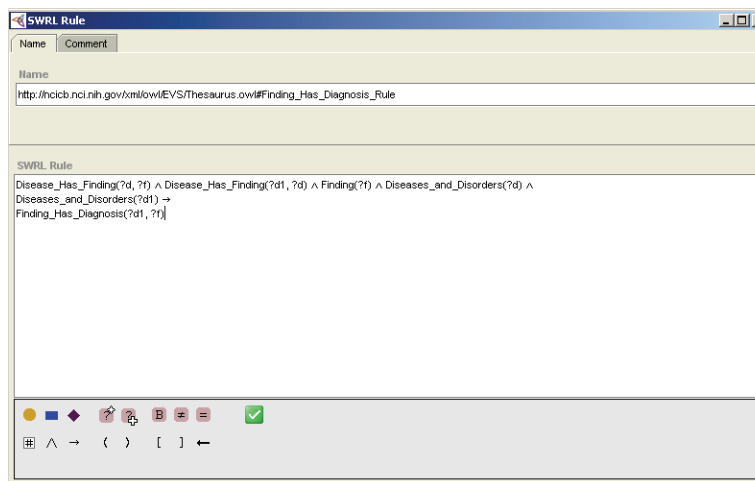 SWRL Rule
Name Comment
Name
http://ncicb.nci.nih.gov/xml/owl/EVS/Thesaurus.owl#Finding_Has_Diagnosis_Rule
SWRL Rule
Disease_Has_Finding(?d, ?f) ∧ Disease_Has_Finding(?d1, ?d) ∧ Finding(?f) ∧ Diseases_and_Disorders(?d) ∧
Diseases_and_Disorders(?d1) →
Finding_Has_Diagnosis(?d1, ?f)
? ? B ≠ =
# ∧ → ( ) [ ] ←